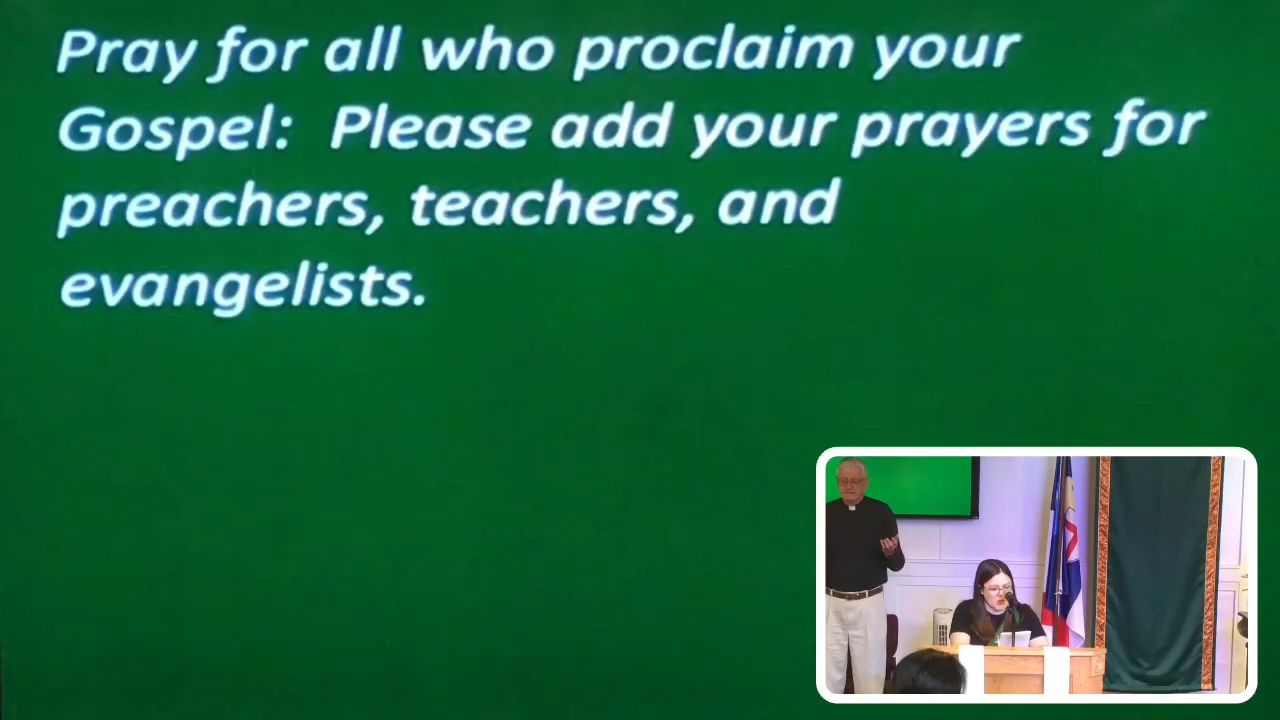 Pray for all who proclaim your
Gospel:  Please add your prayers for
preachers, teachers, and
evangelists.